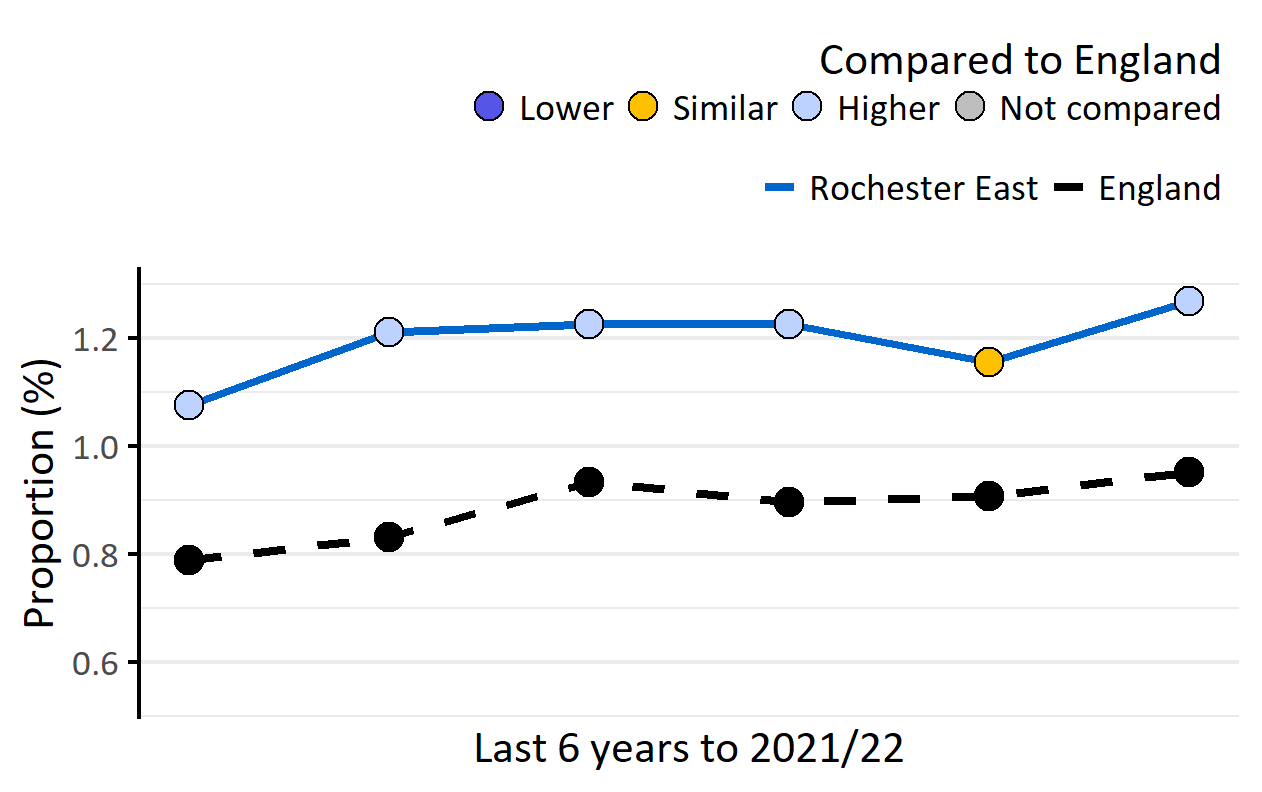 Compared to England
Lower Similar Higher Not compared
Rochester East England
Proportion (%)
1.2
1.0
0.8
0.6
Last 6 years to 2021/22